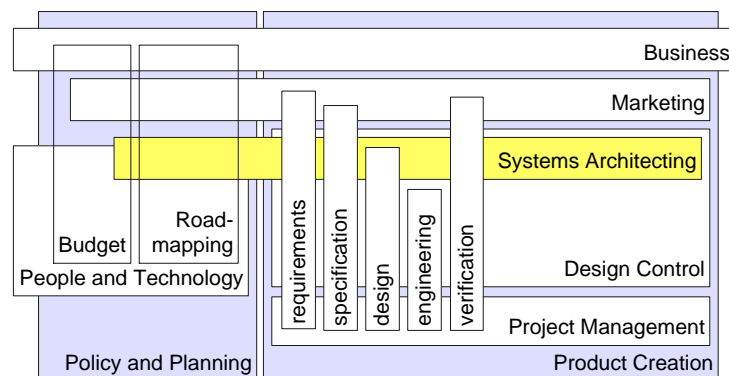 Business
Marketing
Systems Architecting
Road-
mapping
Budget
People and Technology
requirements
specification
design
engineering
verification
Design Control
Project Management
Policy and Planning
Product Creation